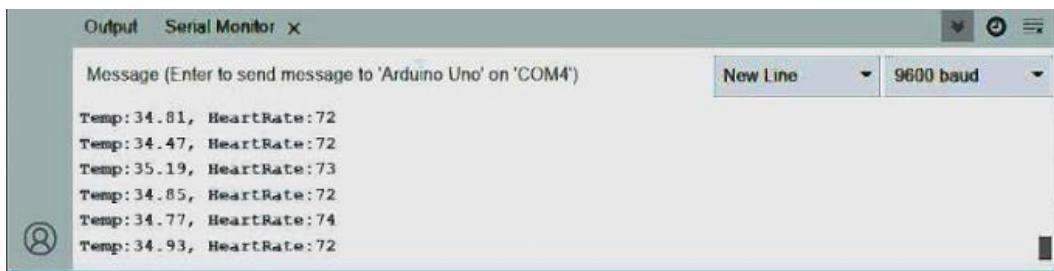 Output Serial Monitor
Message (Enter to send message to 'Arduino Uno' on 'COM4') New Line 9600 baud
Temp:34.81, HeartRate:72
Temp:34.47, HeartRate:72
Temp:35.19, HeartRate:73
Temp:34.85, HeartRate:72
Temp:34.77, HeartRate:74
Temp:34.93, HeartRate:72